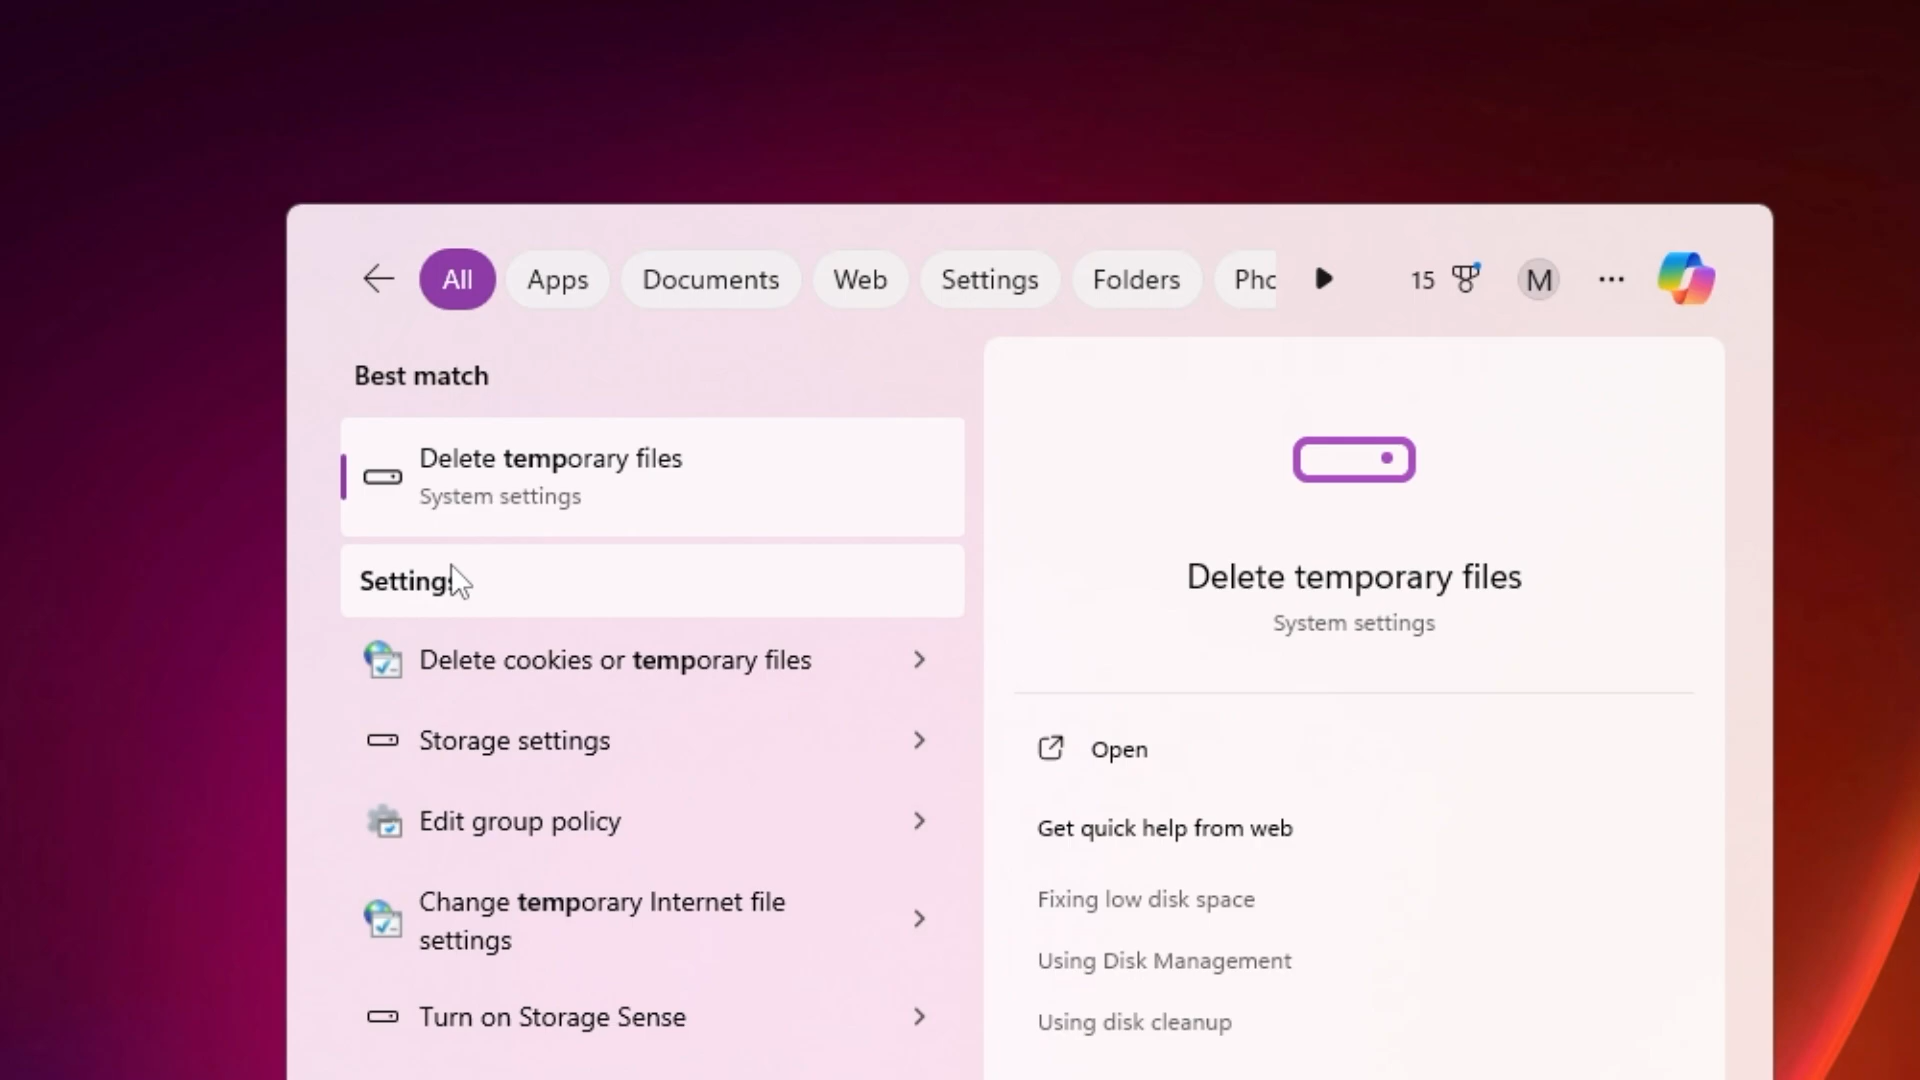 All Apps Documents Web Settings Folders Phc 15 M ...
Best match
Delete temporary files
System settings
Settings
Delete cookies or temporary files
Storage settings
Edit group policy
Change temporary Internet file
settings
Turn on Storage Sense
Delete temporary files
System settings
Open
Get quick help from web
Fixing low disk space
Using Disk Management
Using disk cleanup